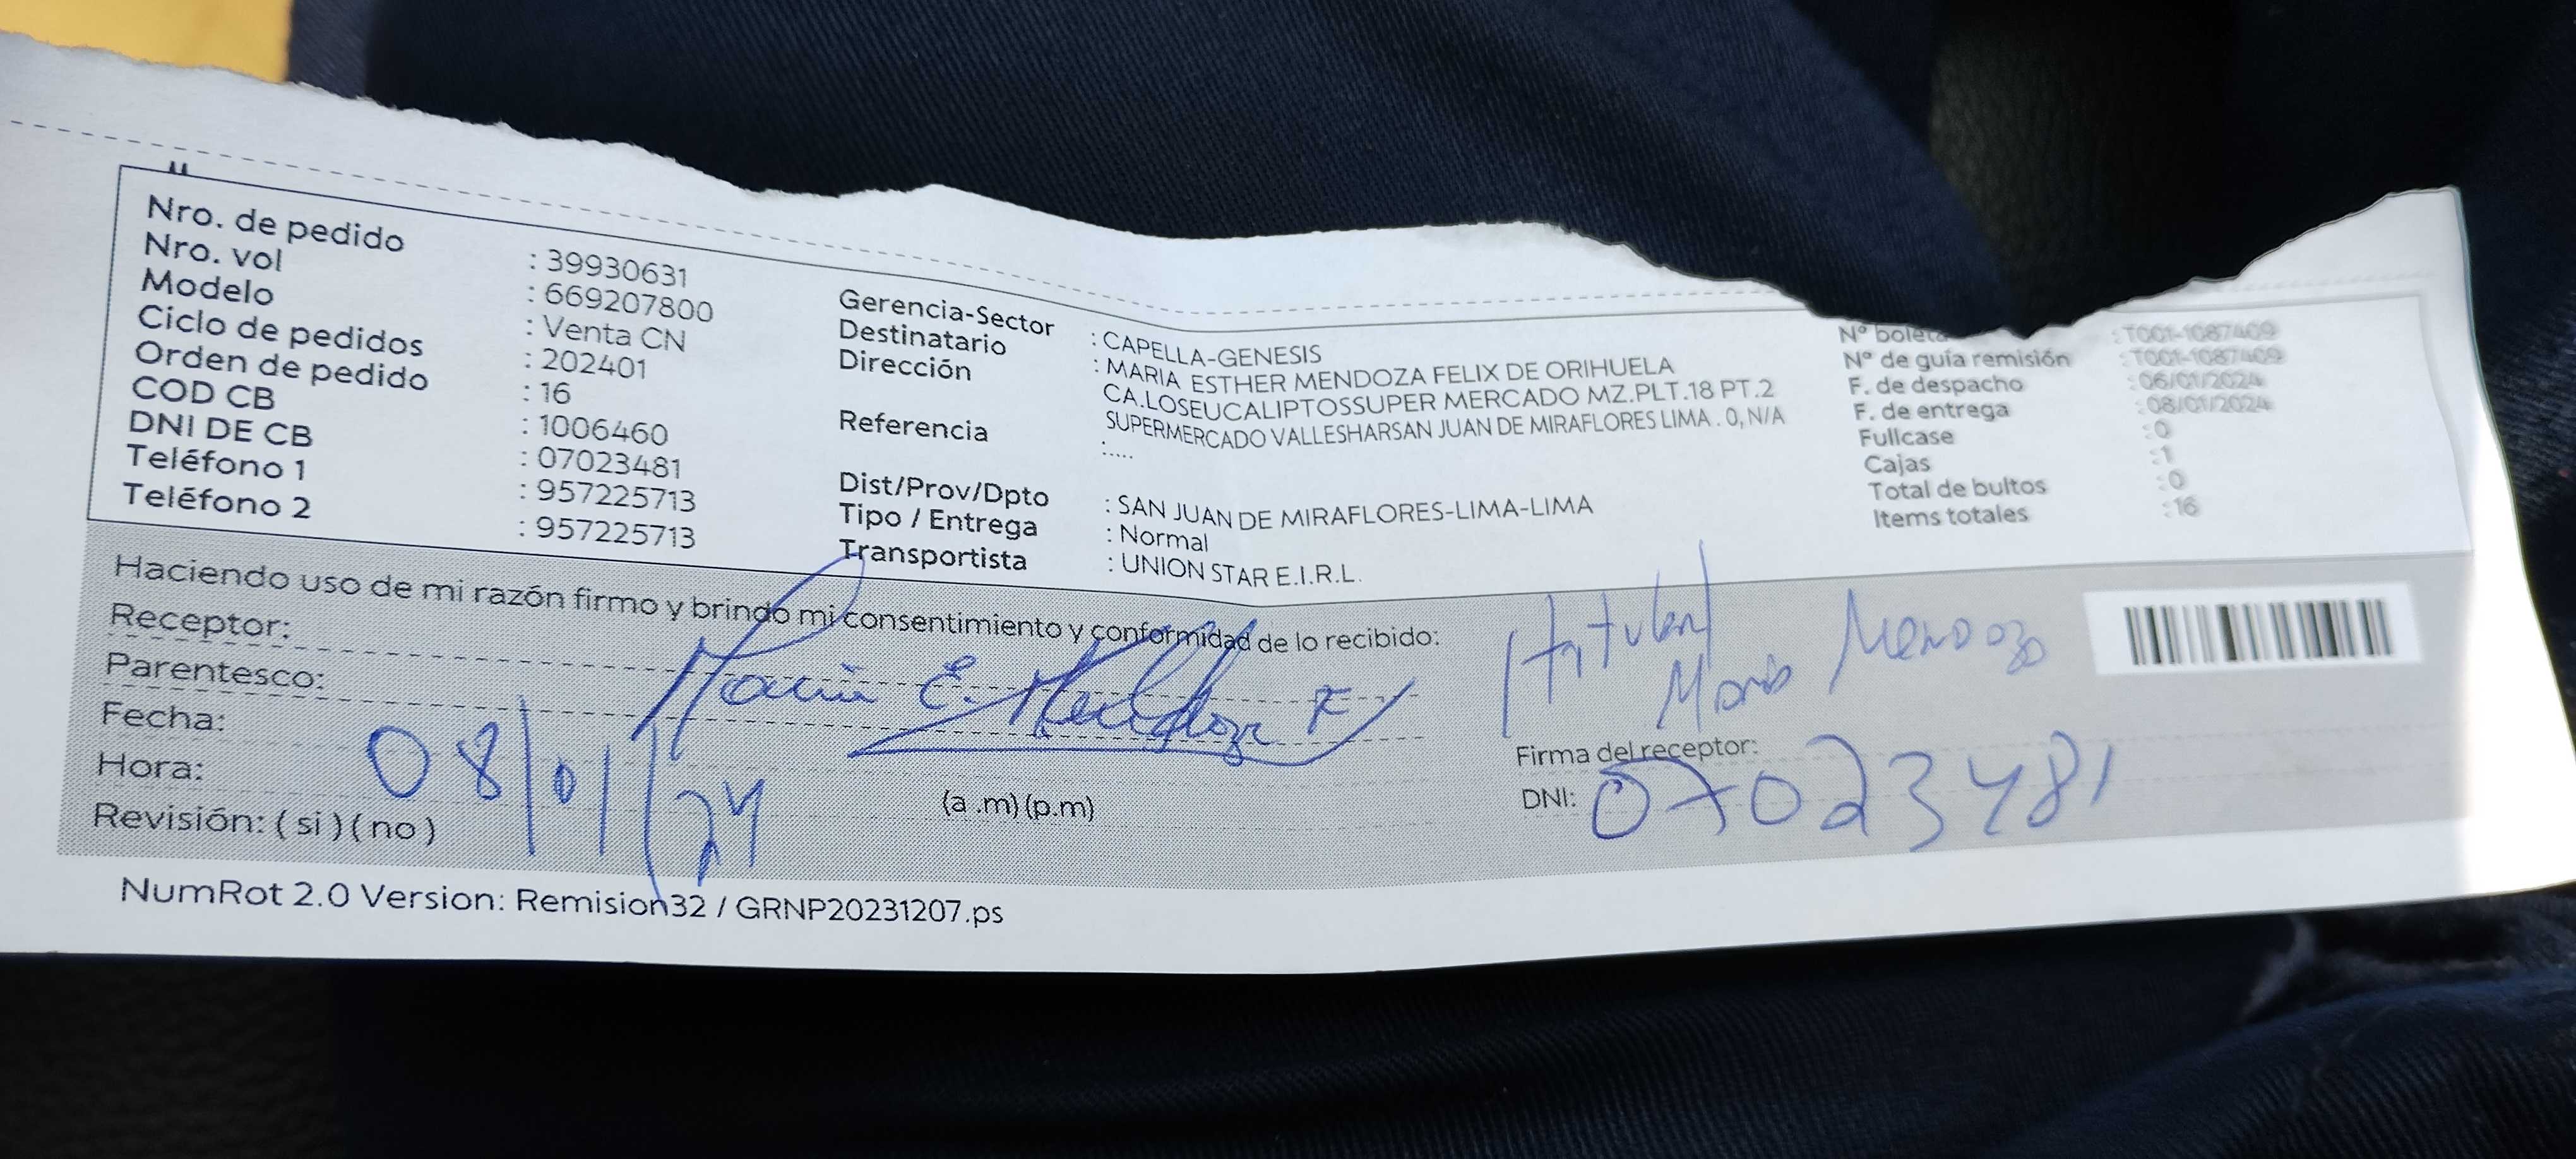 Nro. de pedido : 39930631
Nro. vol : 669207800
Modelo : Venta CN
Ciclo de pedidos : 202401
Orden de pedido : 16
COD CB : 1006460
DNI DE CB : 07023481
Teléfono 1 : 957225713
Teléfono 2 : 957225713
Gerencia-Sector : CAPELLA-GENESIS
Destinatario : MARIA ESTHER MENDOZA FELIX DE ORIHUELA
Dirección CA.LOSEUCALIPTOSSUPER MERCADO MZ.PLT.18 PT.2
SUPERMERCADO VALLESHARSAN JUAN DE MIRAFLORES LIMA . 0, N/A
Referencia :.....
Dist/Prov/Dpto : SAN JUAN DE MIRAFLORES-LIMA-LIMA
Tipo / Entrega : Normal
Transportista : UNION STAR E.I.R.L.
N° boleta : T001-1087409
N° de guía remisión : T001-1087409
F. de despacho : 06/01/2024
F. de entrega : 08/01/2024
Fullcase : 0
Cajas : 1
Total de bultos : 0
Items totales : 16
Haciendo uso de mi razón firmo y brindo mi consentimiento y conformidad de lo recibido:
Receptor:
Parentesco: Maria E. Mendoza F
Fecha: 08/01/24
Hora: (a .m) (p.m)
Revisión: ( si ) ( no )
titular
Maria Mendoza
Firma del receptor:
DNI: 07023481
NumRot 2.0 Version: Remision32 / GRNP20231207.ps